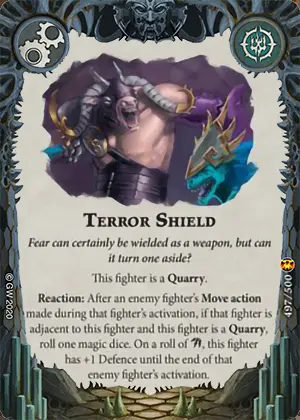 TERROR SHIELD
Fear can certainly be wielded as a weapon, but can
it turn one aside?
This fighter is a Quarry.
Reaction: After an enemy fighter's Move action
made during that fighter's activation, if that fighter is
adjacent to this fighter and this fighter is a Quarry,
roll one magic dice. On a roll of , this fighter
has +1 Defence until the end of that
enemy fighter's activation.
© GW 2020
497/500